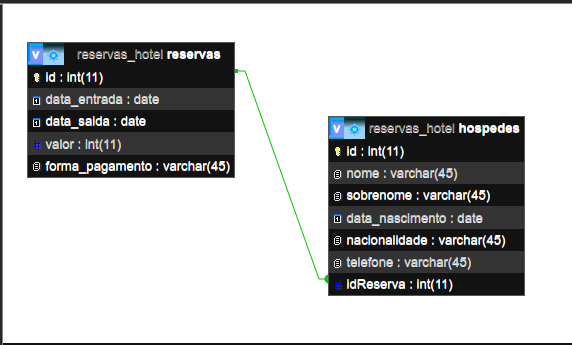 v reservas_hotel reservas
id : int(11)
data_entrada : date
data_saida : date
valor : int(11)
forma_pagamento : varchar(45)
v reservas_hotel hospedes
id : int(11)
nome : varchar(45)
sobrenome : varchar(45)
data_nascimento : date
nacionalidade : varchar(45)
telefone : varchar(45)
idReserva : int(11)